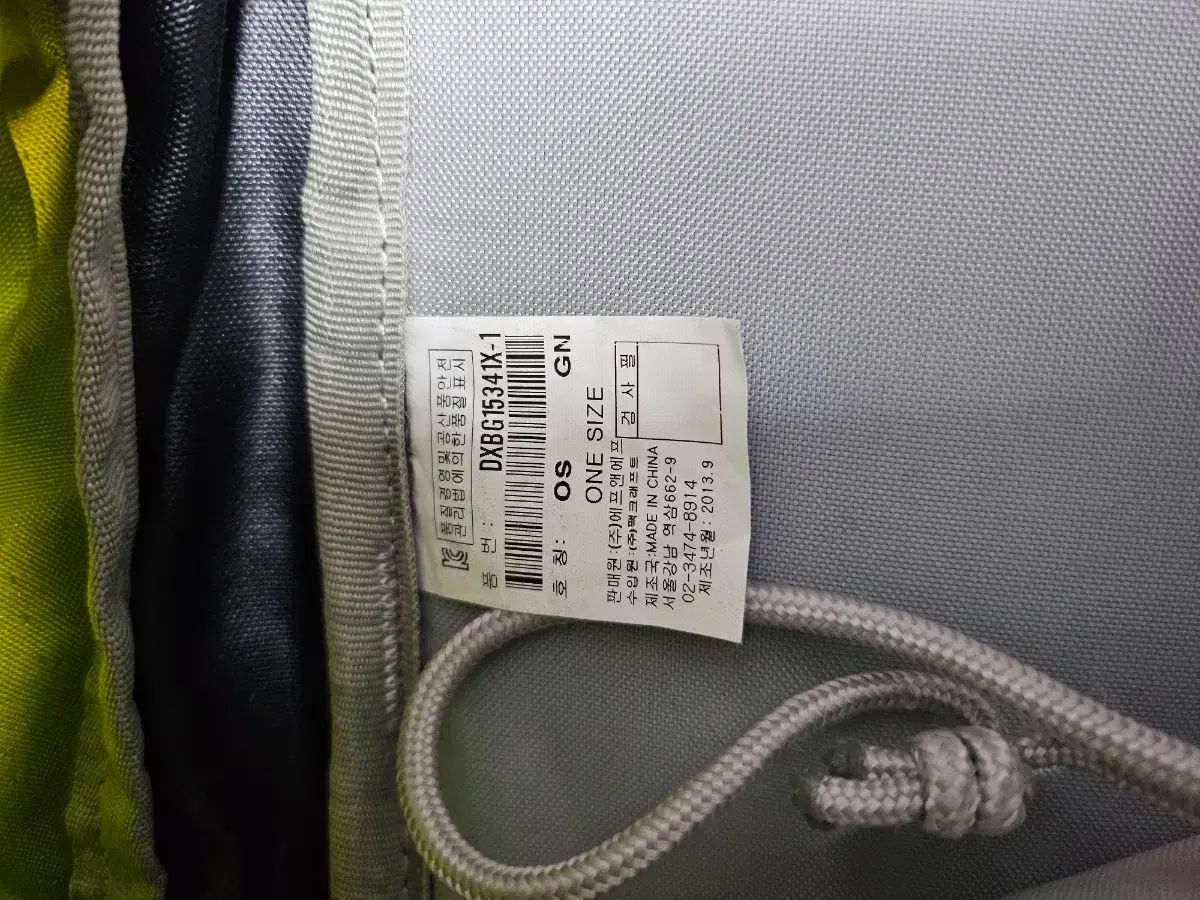 품질경영및공산품안전
관리법에의한품질표시
품 번 : DXBG15341X-1
호 칭: OS GN
ONE SIZE
판매원:(주)에프앤에프
수입원:(주)팩크래프트
제조국:MADE IN CHINA
서울강남 역삼662-9
02-3474-8914
제조년월: 2013.9
검 사 필